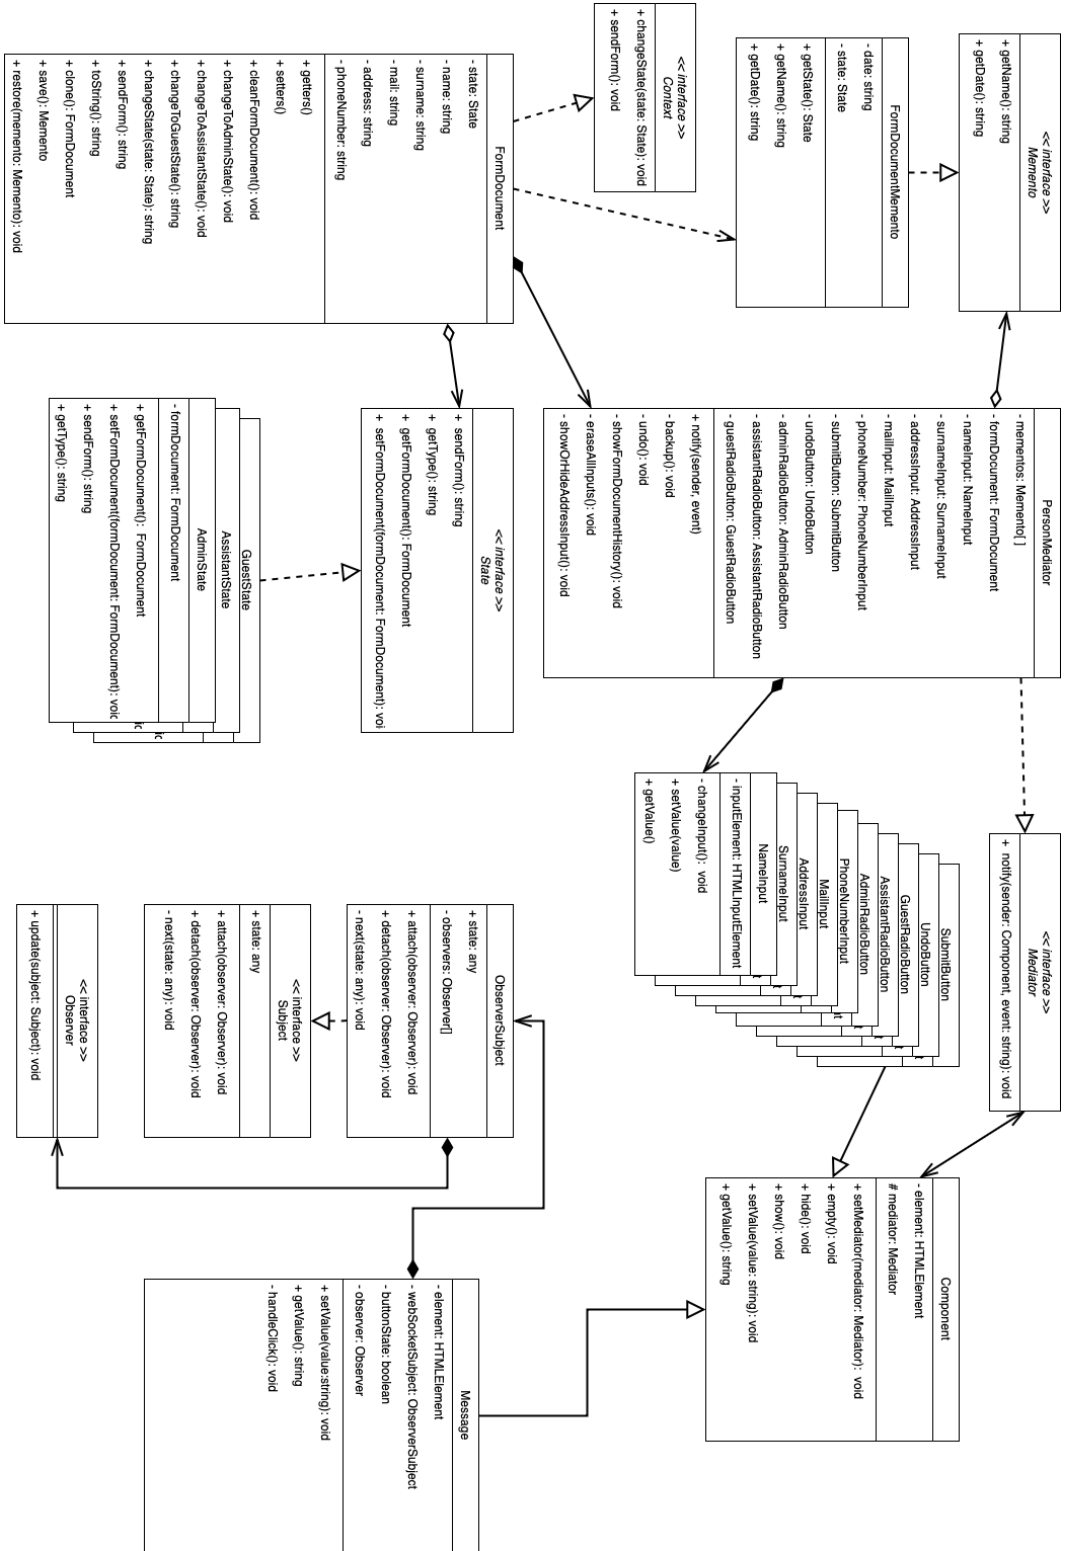 << interface >>
Memento
+ getName(): string
+ getDate(): string
FormDocumentMemento
- date: string
- state: State
+ getState(): State
+ getName(): string
+ getDate(): string
<< interface >>
Context
+ changeState(state: State): void
+ sendForm(): void
FormDocument
- state: State
- name: string
- surname: string
- mail: string
- address: string
- phoneNumber: string
+ getters()
+ setters()
+ cleanFormDocument(): void
+ changeToAdminState(): void
+ changeToAssistantState(): void
+ changeToGuestState(): string
+ changeState(state: State): string
+ sendForm(): string
+ toString(): string
+ clone(): FormDocument
+ save(): Memento
+ restore(memento: Memento): void
PersonMediator
- mementos: Memento[ ]
- formDocument: FormDocument
- nameInput: NameInput
- surnameInput: SurnameInput
- addressInput: AddressInput
- mailInput: MailInput
- phoneNumber: PhoneNumberInput
- submitButton: SubmitButton
- undoButton: UndoButton
- adminRadioButton: AdminRadioButton
- assistantRadioButton: AssistantRadioButton
- guestRadioButton: GuestRadioButton
+ notify(sender, event)
- backup(): void
- undo(): void
- showFormDocumentHistory(): void
- eraseAllInputs(): void
- showOrHideAddressInput(): void
<< interface >>
State
+ sendForm(): string
+ getType(): string
+ getFormDocument(): FormDocument
+ setFormDocument(formDocument: FormDocument): voi
GuestState
AssistantState
AdminState
- formDocument: FormDocument
+ getFormDocument(): FormDocument
+ setFormDocument(formDocument: FormDocument): voic
+ sendForm(): string
+ getType(): string
<< interface >>
Mediator
+ notify(sender: Component, event: string): void
SubmitButton
UndoButton
GuestRadioButton
AssistantRadioButton
AdminRadioButton
PhoneNumberInput
MailInput
AddressInput
SurnameInput
NameInput
- inputElement: HTMLInputElement
- changeInput(): void
+ setValue(value)
+ getValue()
ObserverSubject
+ state: any
- observers: Observer[]
+ attach(observer: Observer): void
+ detach(observer: Observer): void
- next(state: any): void
<< interface >>
Subject
+ state: any
+ attach(observer: Observer): void
+ detach(observer: Observer): void
- next(state: any): void
<< interface >>
Observer
+ update(subject: Subject): void
Component
- element: HTMLElement
# mediator: Mediator
+ setMediator(mediator: Mediator): void
+ empty(): void
+ hide(): void
+ show(): void
+ setValue(value: string): void
+ getValue(): string
Message
- element: HTMLElement
- webSocketSubject: ObserverSubject
- buttonState: boolean
- observer: Observer
+ setValue(value:string): void
+ getValue(): string
- handleClick(): void